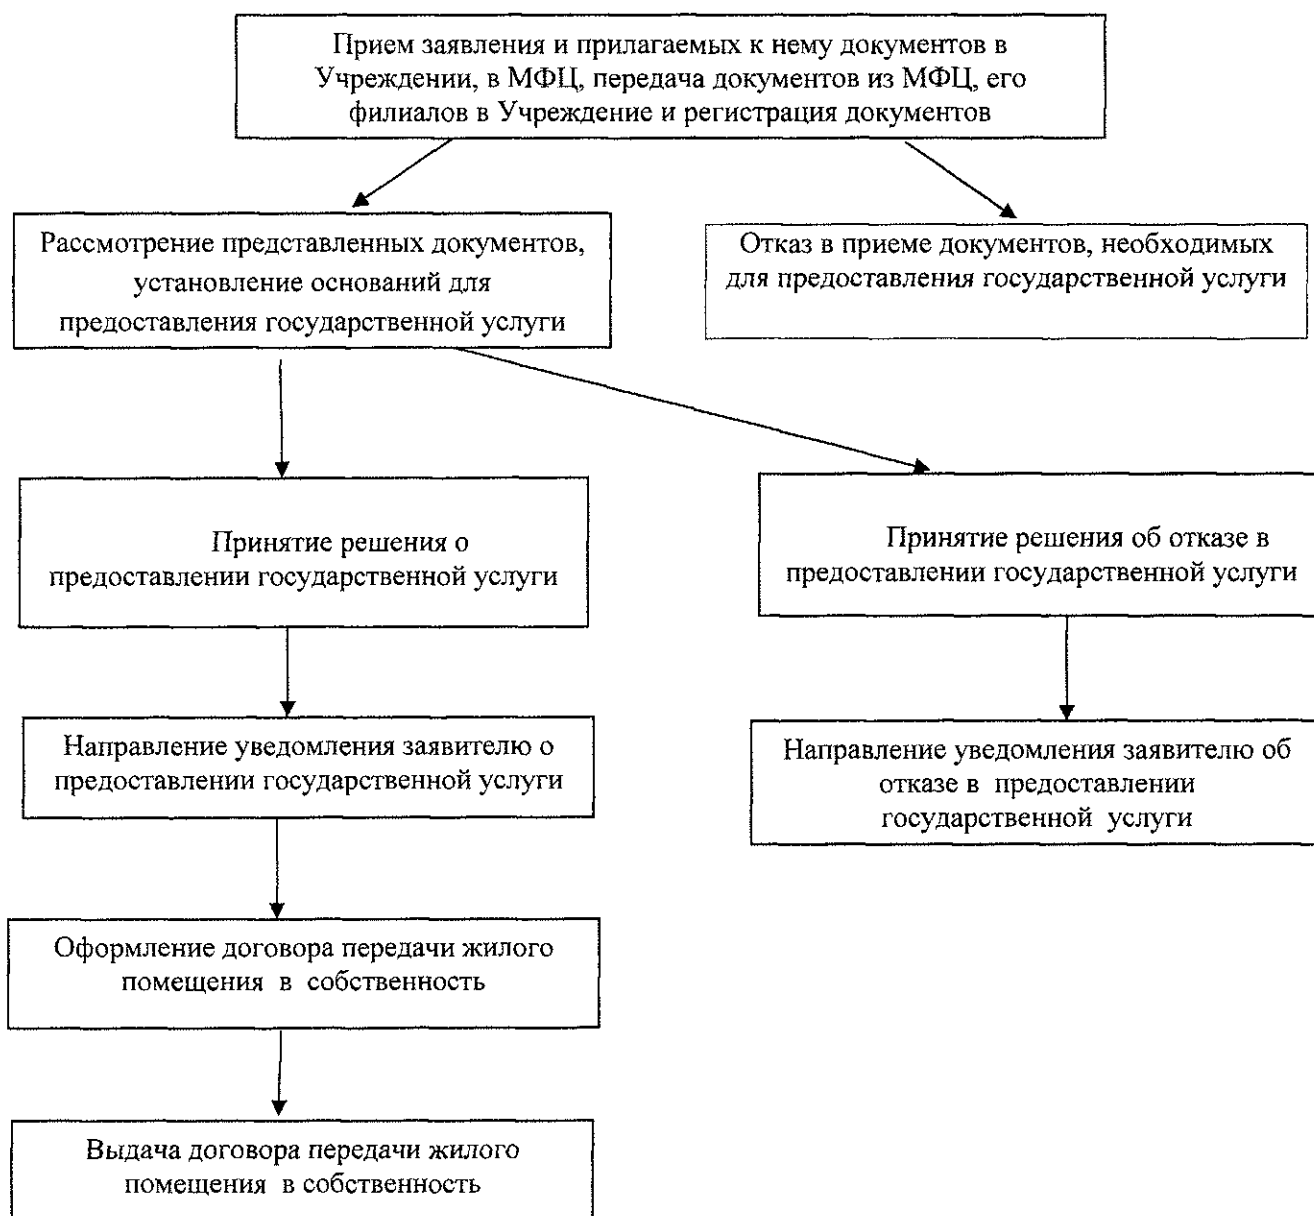 Прием заявления и прилагаемых к нему документов в
Учреждении, в МФЦ, передача документов из МФЦ, его
филиалов в Учреждение и регистрация документов
Рассмотрение представленных документов,
установление оснований для
предоставления государственной услуги
Отказ в приеме документов, необходимых
для предоставления государственной услуги
Принятие решения о
предоставлении государственной услуги
Принятие решения об отказе в
предоставлении государственной услуги
Направление уведомления заявителю о
предоставлении государственной услуги
Направление уведомления заявителю об
отказе в предоставлении
государственной услуги
Оформление договора передачи жилого
помещения в собственность
Выдача договора передачи жилого
помещения в собственность